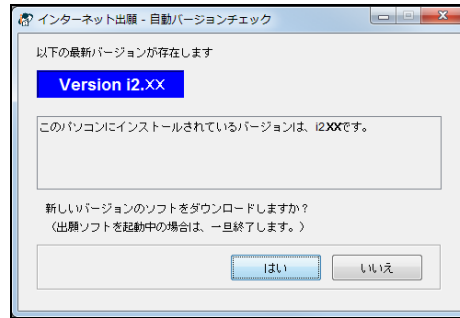 インターネット出願 - 自動バージョンチェック
以下の最新バージョンが存在します
Version i2.XX
このパソコンにインストールされているバージョンは、i2XXです。
新しいバージョンのソフトをダウンロードしますか？
（出願ソフトを起動中の場合は、一旦終了します。）
はい
いいえ